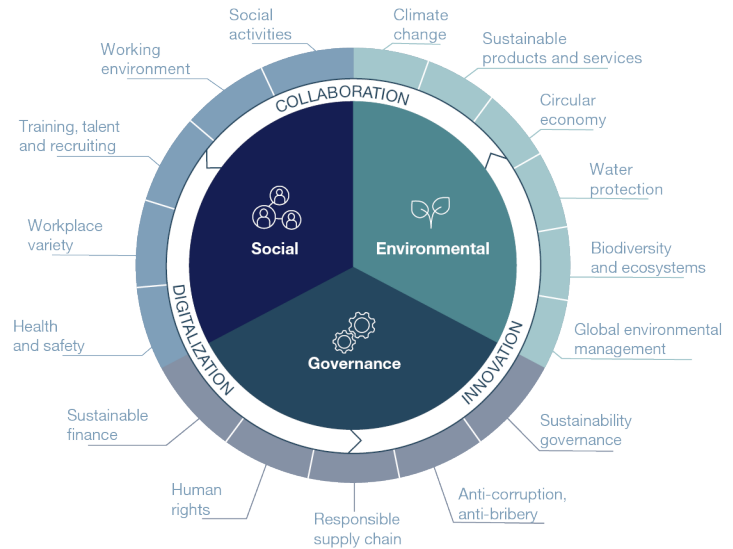 Social
activities
Climate
change
Sustainable
products and services
Working
environment
Circular
economy
Training, talent
and recruiting
Water
protection
Workplace
variety
Biodiversity
and ecosystems
Health
and safety
Global environmental
management
Sustainable
finance
Sustainability
governance
Human
rights
Responsible
supply chain
Anti-corruption,
anti-bribery
COLLABORATION
DIGITALIZATION
INNOVATION
Social
Environmental
Governance